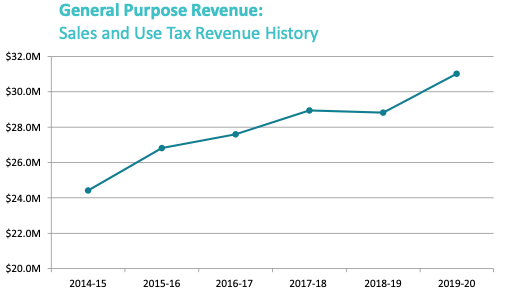 General Purpose Revenue:
Sales and Use Tax Revenue History
$32.0M
$30.0M
$28.0M
$26.0M
$24.0M
$22.0M
$20.0M
2014-15 2015-16 2016-17 2017-18 2018-19 2019-20